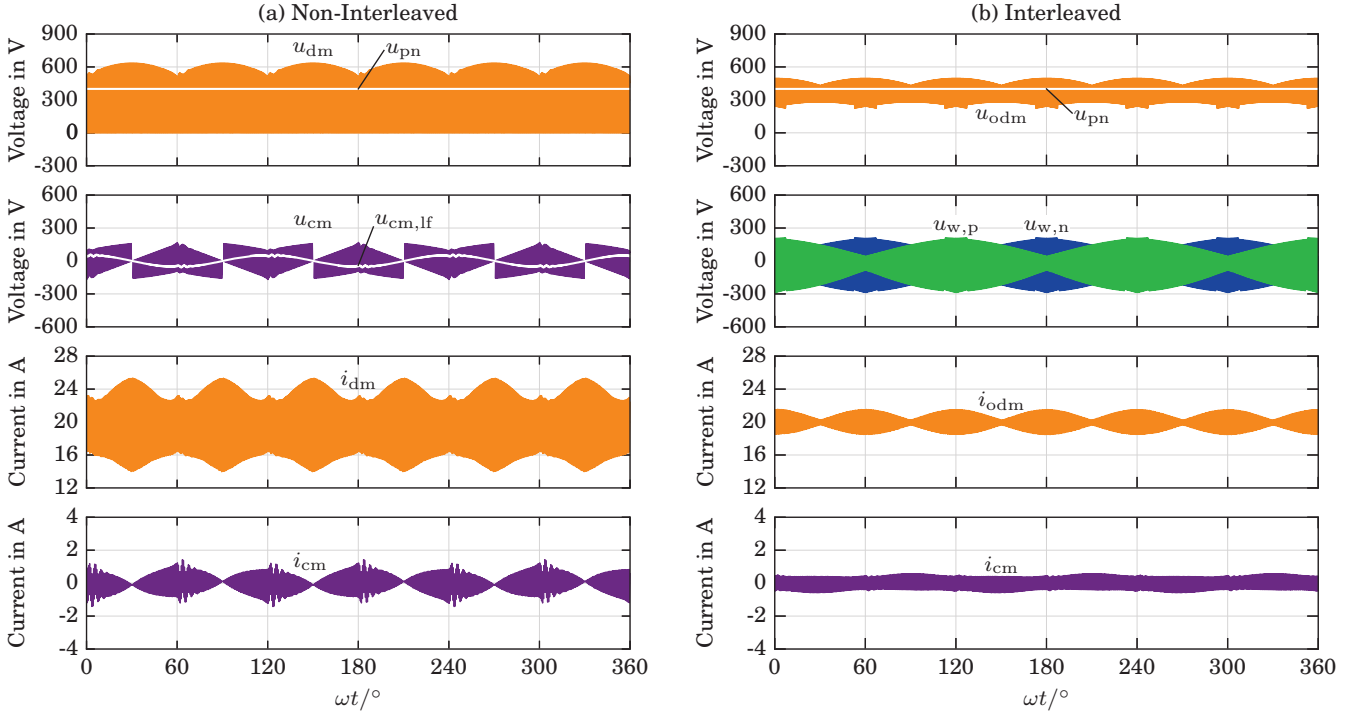 (a) Non-Interleaved
Voltage in V
900
600
300
0
-300
u_dm
u_pn
Voltage in V
600
300
0
-300
-600
u_cm
u_cm,lf
Current in A
28
24
20
16
12
i_dm
Current in A
4
2
0
-2
-4
i_cm
0 60 120 180 240 300 360
ωt/°
(b) Interleaved
Voltage in V
900
600
300
0
-300
u_odm
u_pn
Voltage in V
600
300
0
-300
-600
u_w,p
u_w,n
Current in A
28
24
20
16
12
i_odm
Current in A
4
2
0
-2
-4
i_cm
0 60 120 180 240 300 360
ωt/°